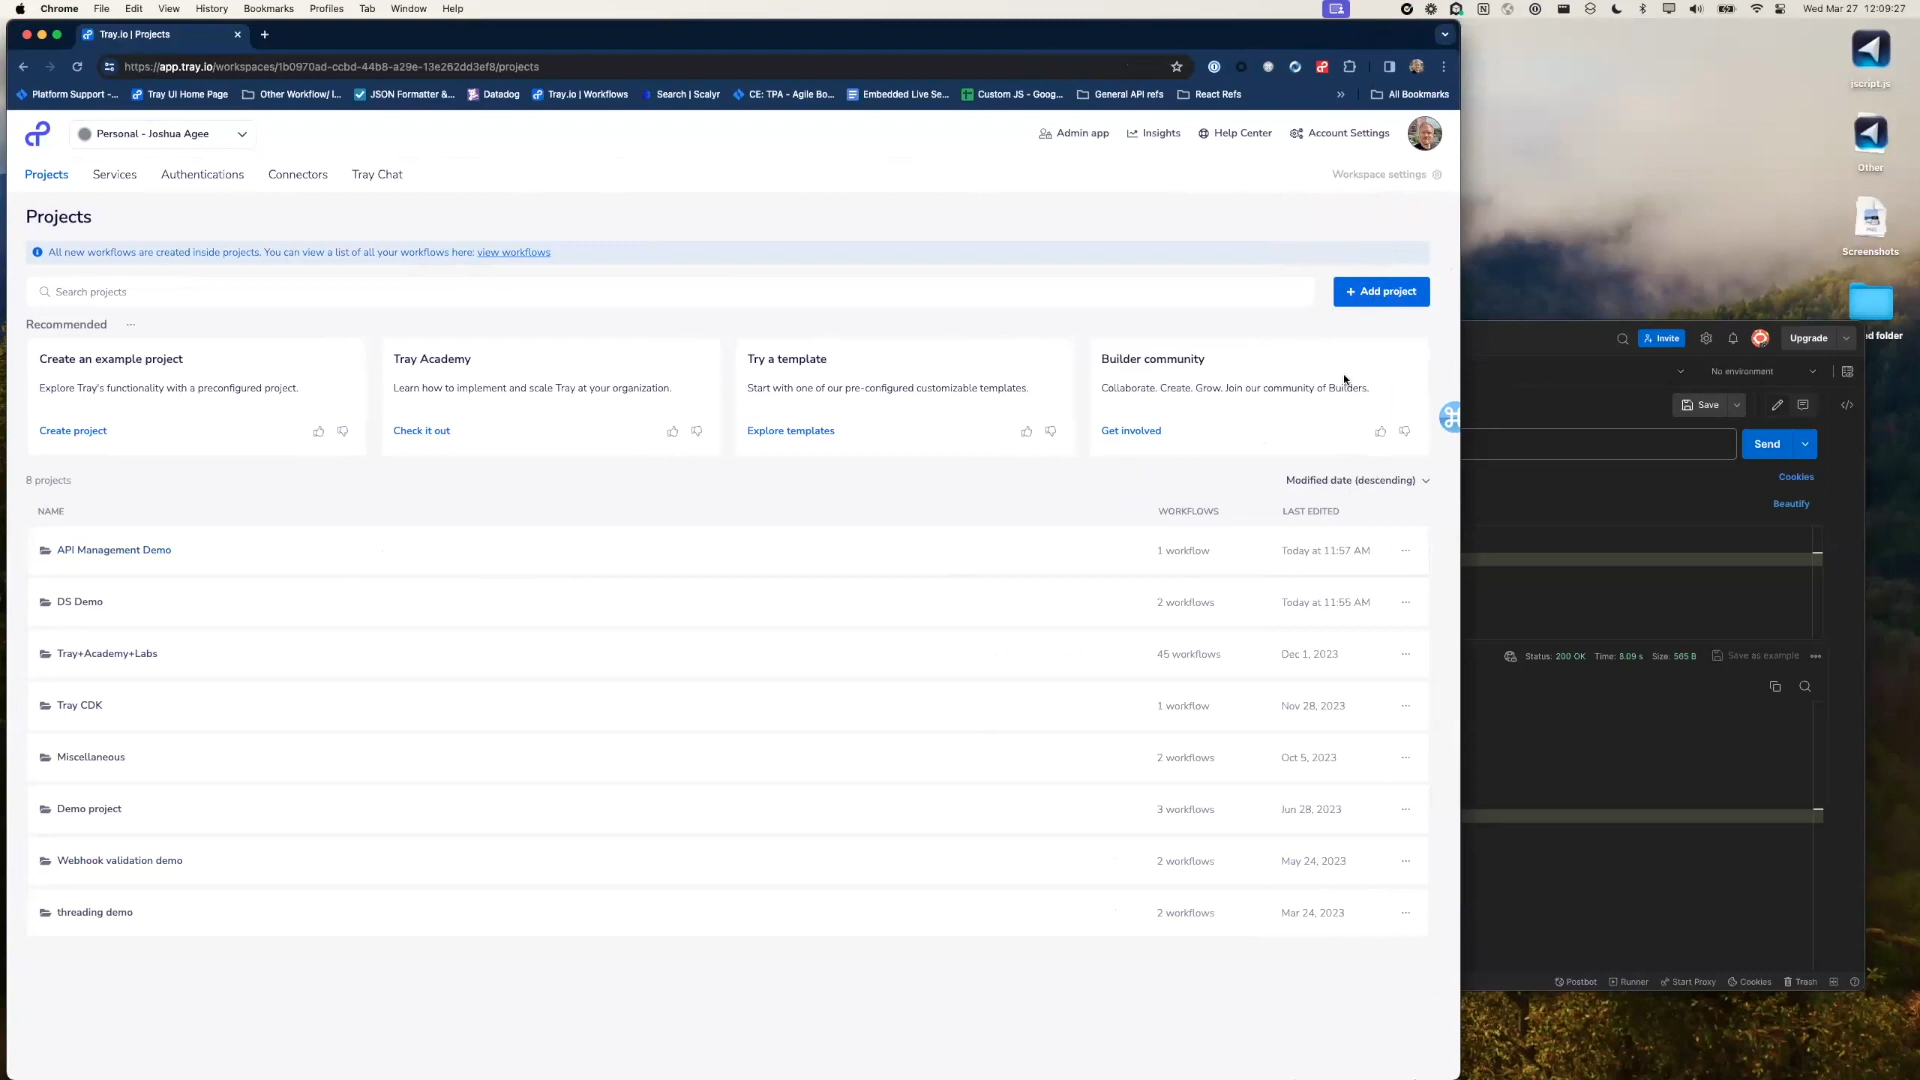 Chrome File Edit View History Bookmarks Profiles Tab Window Help
Wed Mar 27 12:09:27
Tray.io | Projects
https://app.tray.io/workspaces/1b0970ad-ccbd-44b8-a29e-13e262dd3ef8/projects
Platform Support -... Tray UI Home Page Other Workflow/ I... JSON Formatter &... Datadog Tray.io | Workflows Search | Scalyr CE: TPA - Agile Bo... Embedded Live Se... Custom JS - Goog... General API refs React Refs » All Bookmarks
Personal - Joshua Agee
Admin app Insights Help Center Account Settings
Projects Services Authentications Connectors Tray Chat
Workspace settings
Projects
All new workflows are created inside projects. You can view a list of all your workflows here: view workflows
Search projects
+ Add project
Recommended ...
Create an example project
Explore Tray's functionality with a preconfigured project.
Create project
Tray Academy
Learn how to implement and scale Tray at your organization.
Check it out
Try a template
Start with one of our pre-configured customizable templates.
Explore templates
Builder community
Collaborate. Create. Grow. Join our community of Builders.
Get involved
8 projects
Modified date (descending)
NAME WORKFLOWS LAST EDITED
API Management Demo 1 workflow Today at 11:57 AM ...
DS Demo 2 workflows Today at 11:55 AM ...
Tray+Academy+Labs 45 workflows Dec 1, 2023 ...
Tray CDK 1 workflow Nov 28, 2023 ...
Miscellaneous 2 workflows Oct 5, 2023 ...
Demo project 3 workflows Jun 28, 2023 ...
Webhook validation demo 2 workflows May 24, 2023 ...
threading demo 2 workflows Mar 24, 2023 ...
jscript.js
Other
Screenshots
ed folder
Invite Upgrade
No environment
Save
</>
Send
Cookies
Beautify
Status: 200 OK Time: 8.09 s Size: 565 B Save as example ...
Postbot Runner Start Proxy Cookies Trash